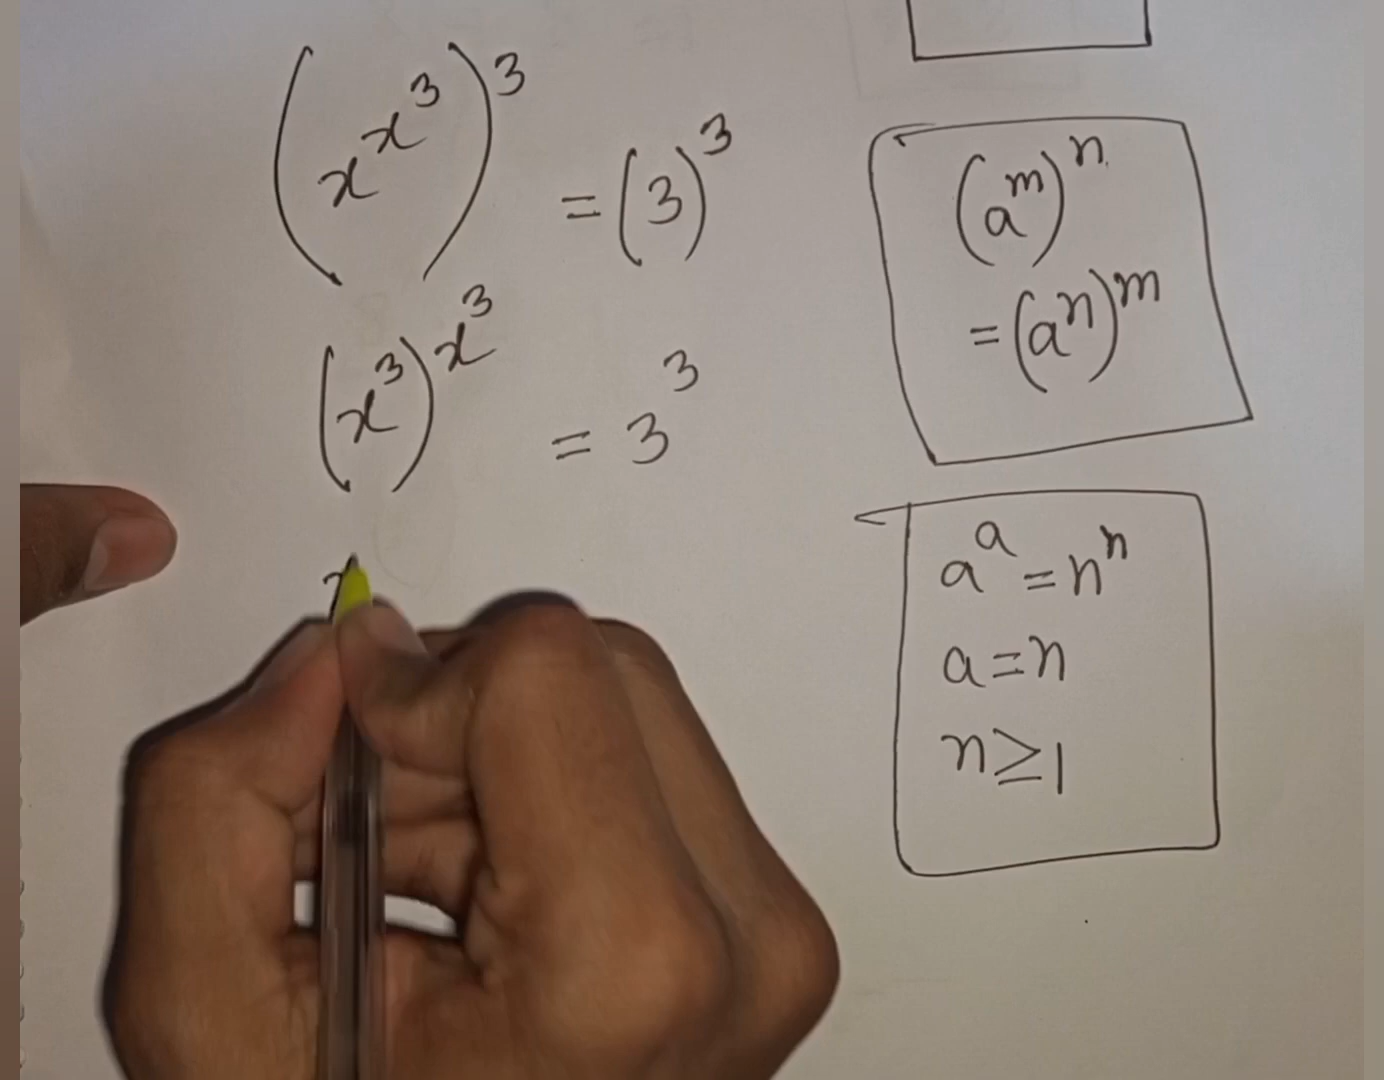 (x^x^3)^3 = (3)^3
(x^3)^x^3 = 3^3
x
(a^m)^n
= (a^n)^m
a^a = n^n
a = n
n ≥ 1